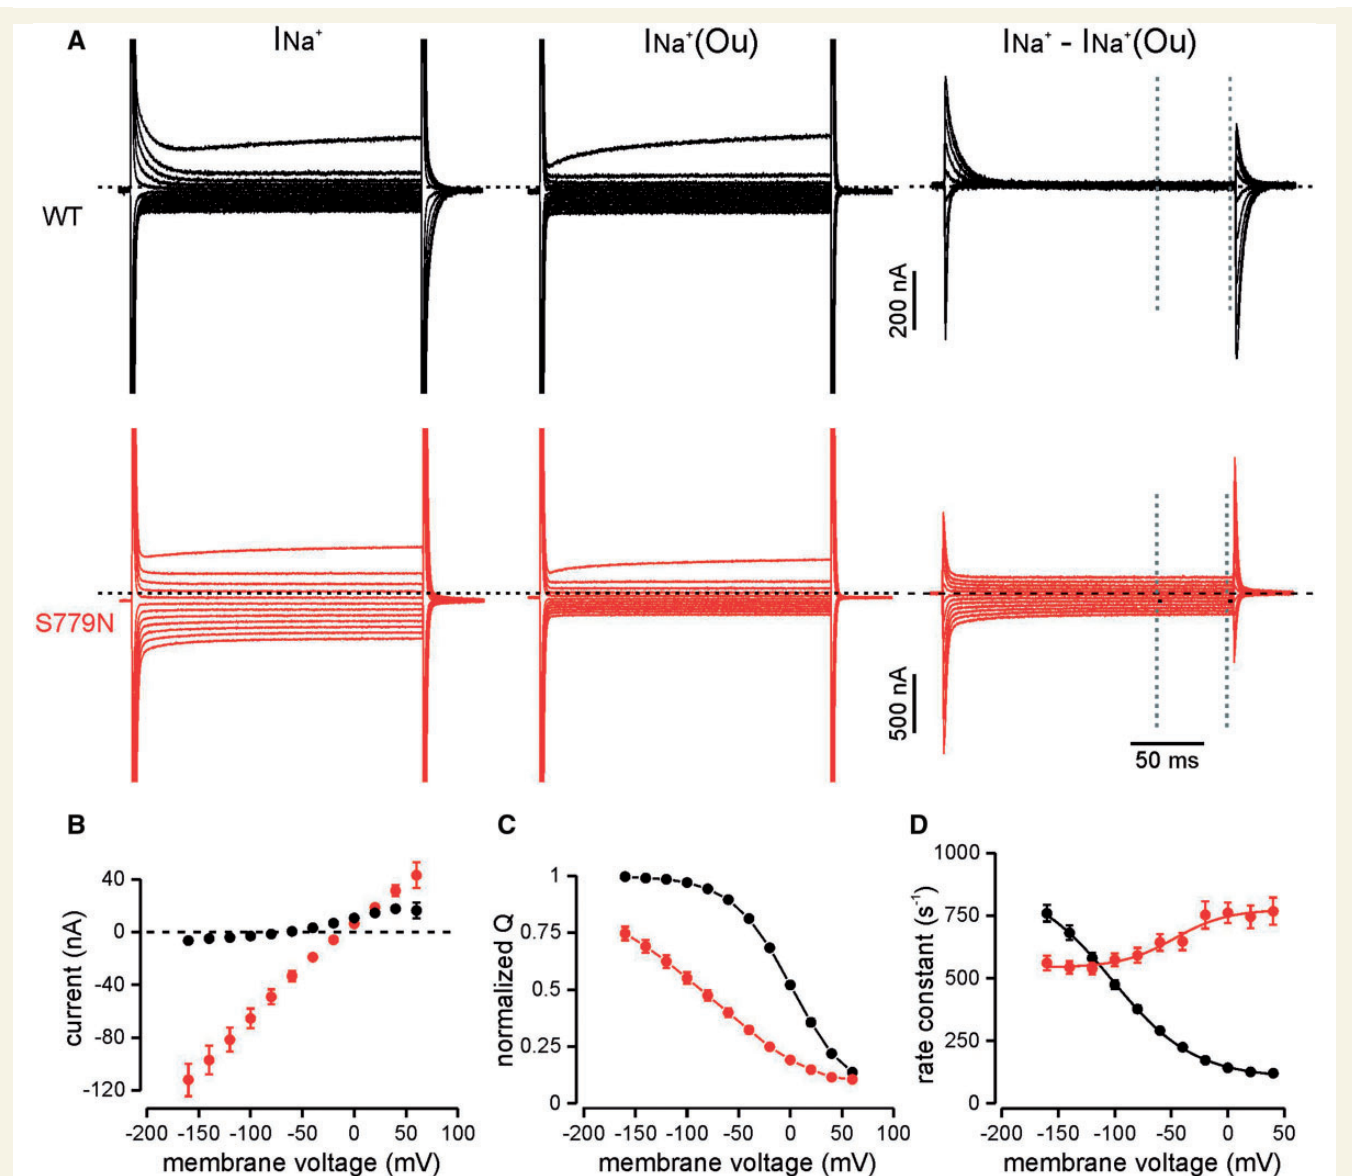 A
INa⁺
INa⁺(Ou)
INa⁺ - INa⁺(Ou)
WT
200 nA
S779N
500 nA
50 ms
B
current (nA)
40
0
-40
-80
-120
-200 -150 -100 -50 0 50 100
membrane voltage (mV)
C
normalized Q
1
0.75
0.5
0.25
0
-150 -100 -50 0 50
membrane voltage (mV)
D
rate constant (s⁻¹)
1000
750
500
250
0
-200 -150 -100 -50 0 50
membrane voltage (mV)